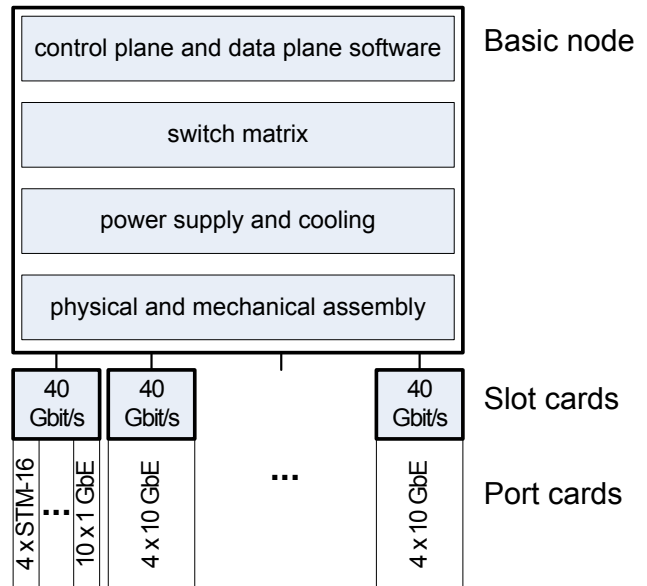 control plane and data plane software
Basic node
switch matrix
power supply and cooling
physical and mechanical assembly
40
Gbit/s
40
Gbit/s
40
Gbit/s
Slot cards
4 x STM-16
...
10 x 1 GbE
4 x 10 GbE
...
4 x 10 GbE
Port cards